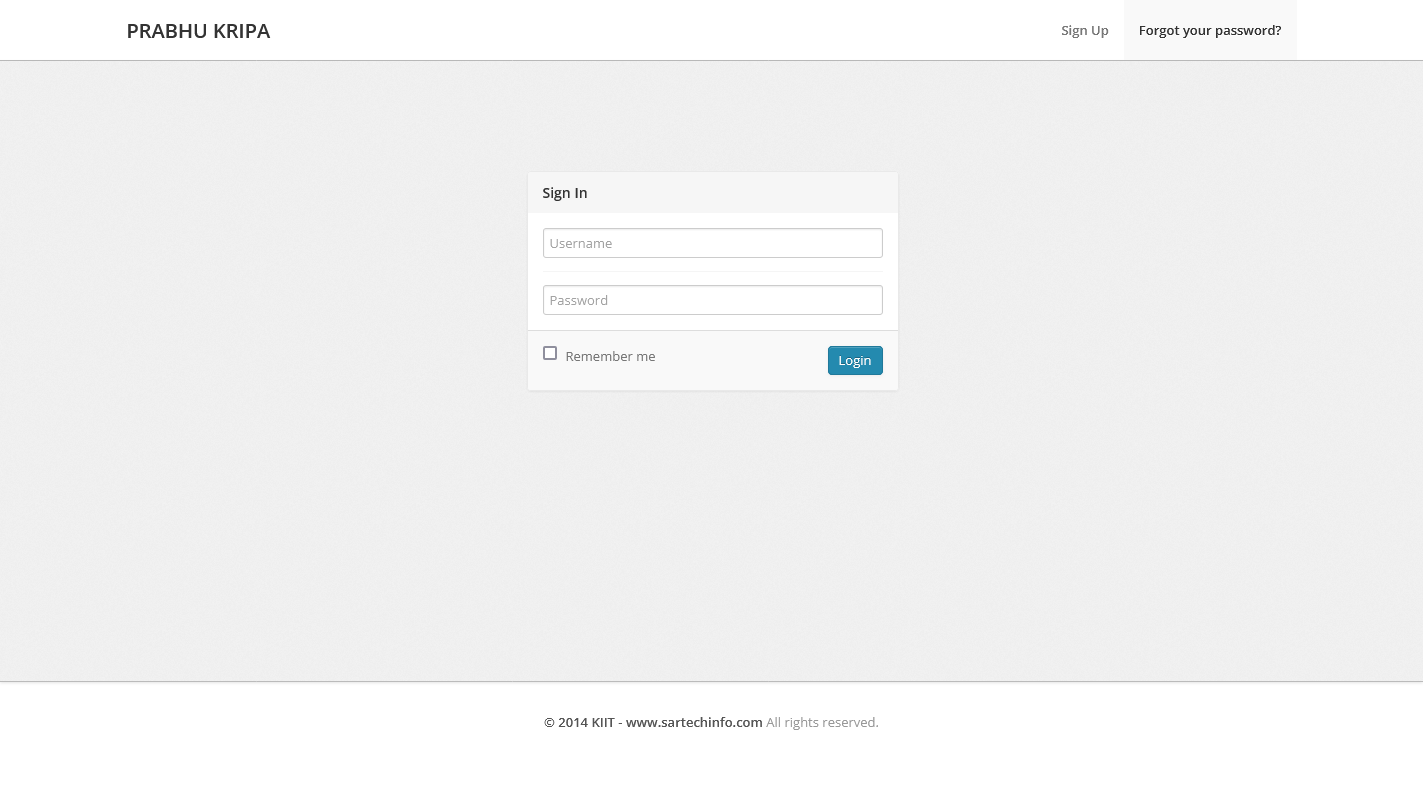 PRABHU KRIPA
Sign Up
Forgot your password?
Sign In
Username
Password
Remember me
Login
© 2014 KIIT - www.sartechinfo.com All rights reserved.